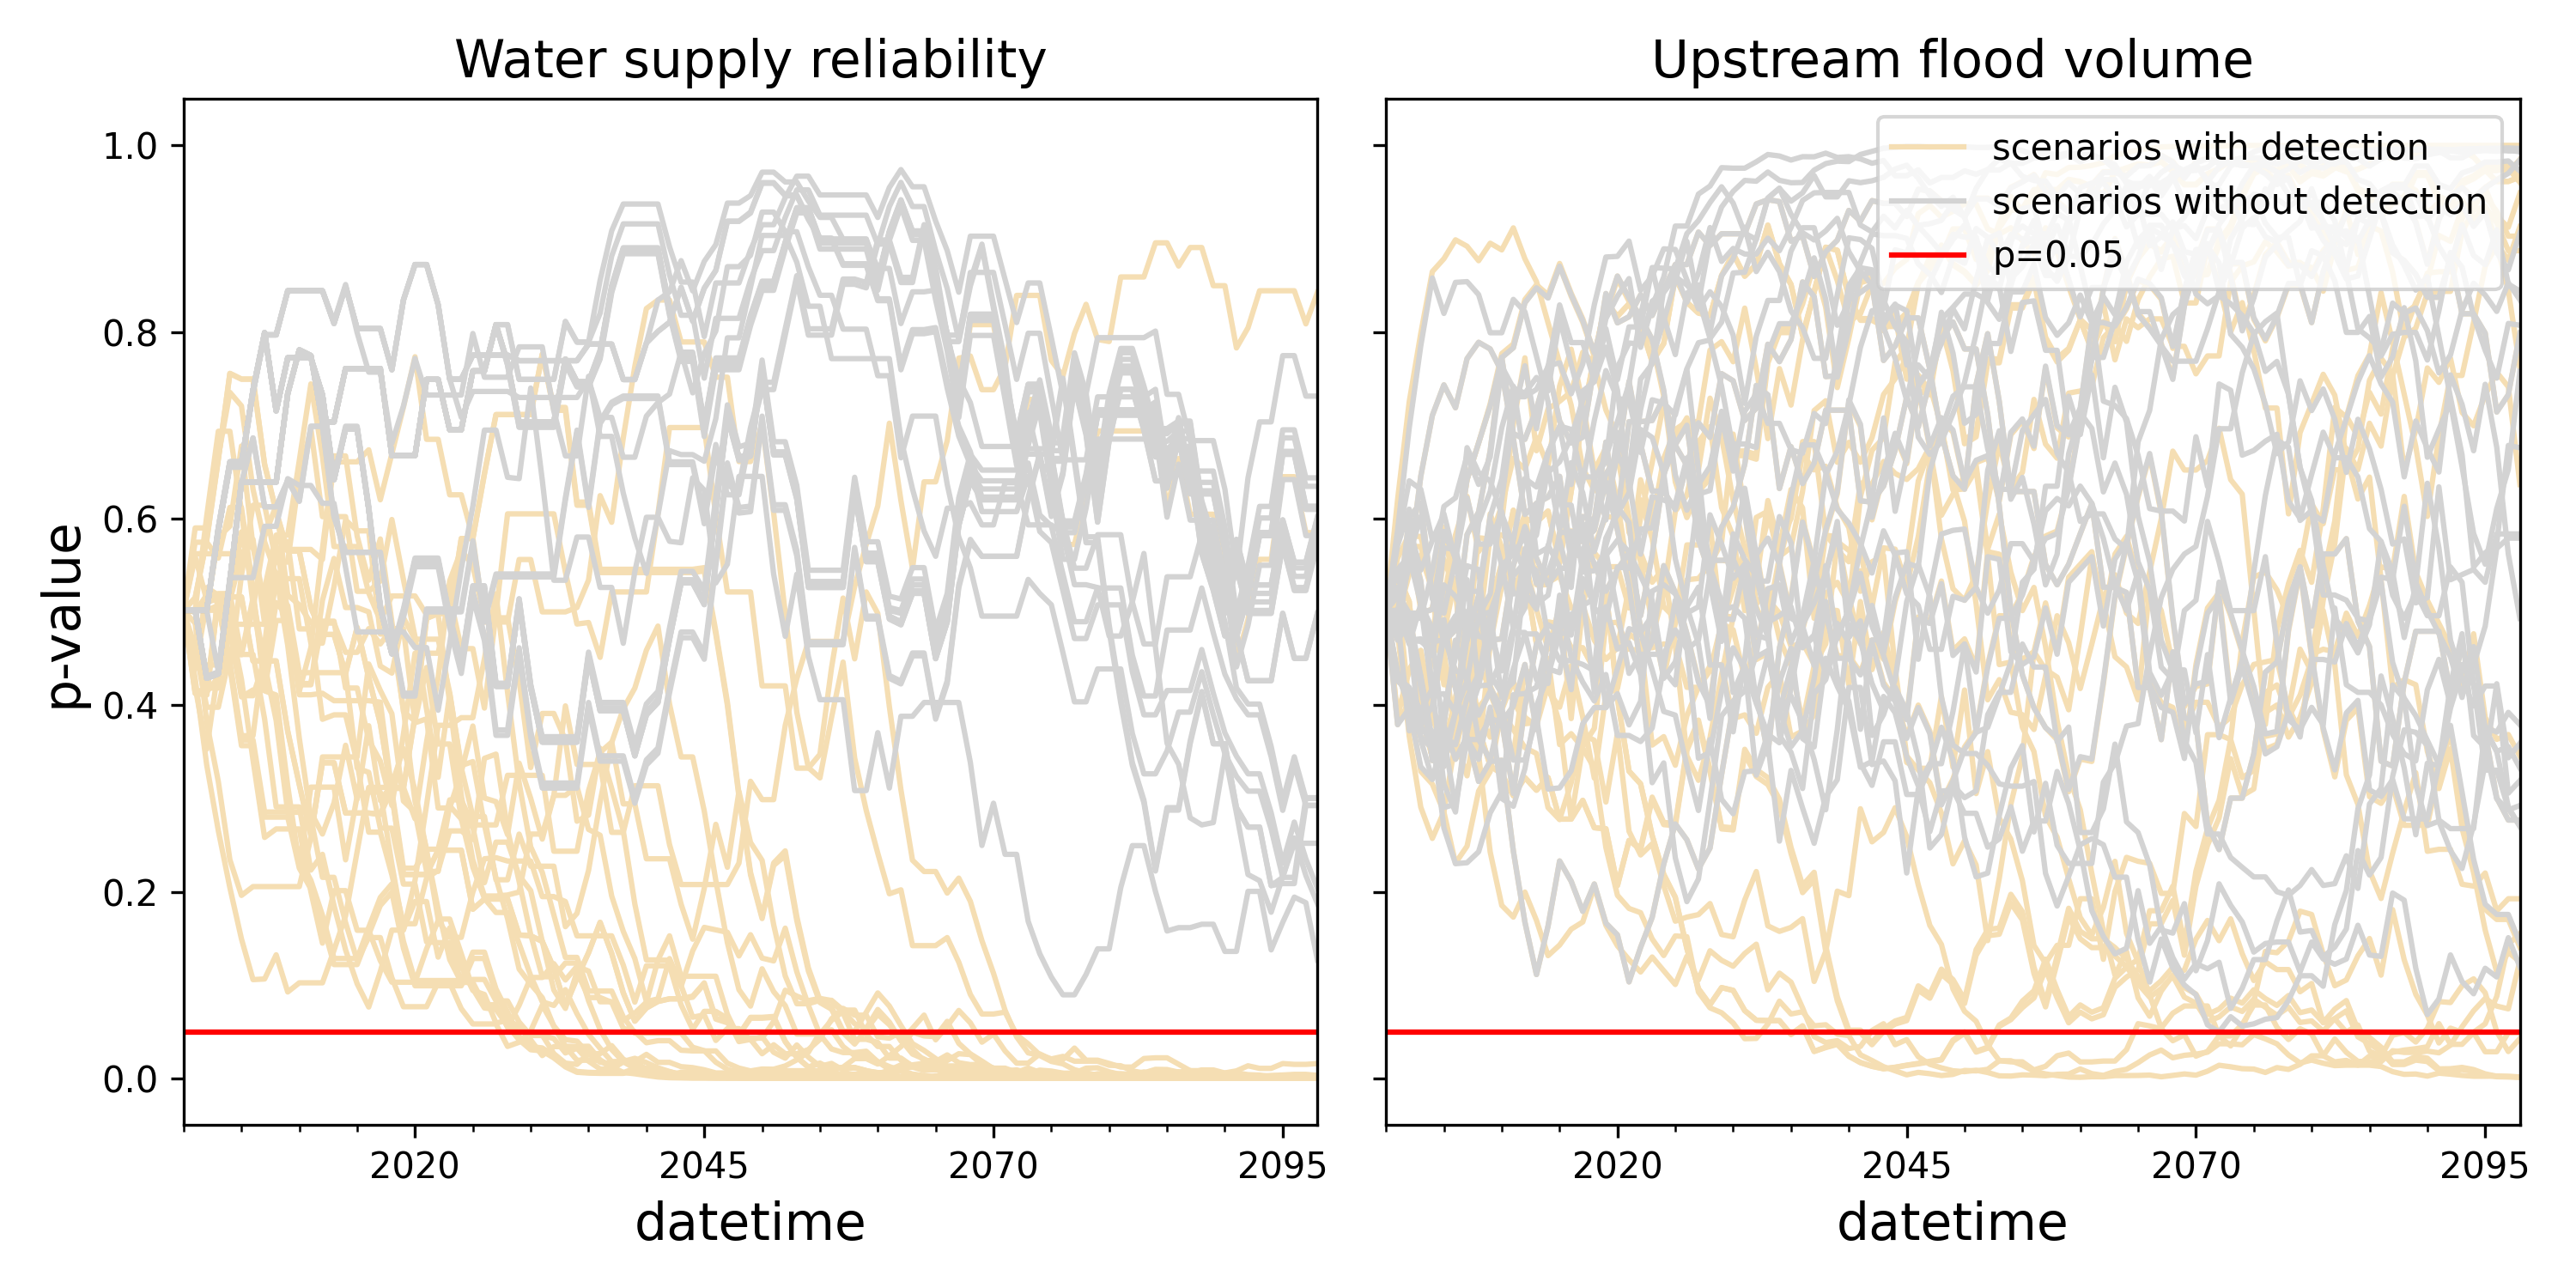 Water supply reliability
Upstream flood volume
scenarios with detection
scenarios without detection
p=0.05
p-value
1.0
0.8
0.6
0.4
0.2
0.0
2020
2045
2070
2095
2020
2045
2070
2095
datetime
datetime